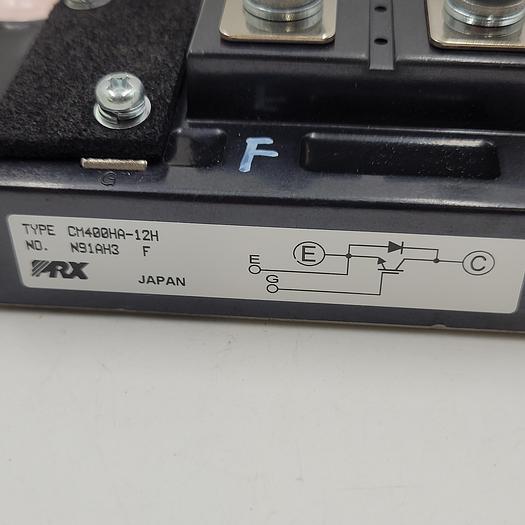 F
G
TYPE CM400HA-12H
NO. N91AH3 F
PRX
JAPAN
E
G
E
C